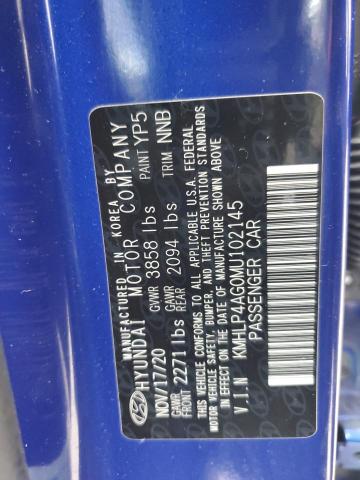 MANUFACTURED IN KOREA BY
HYUNDAI MOTOR COMPANY
NOV/17/20 GVWR 3858 lbs PAINT YP5
GAWR FRONT 2271 lbs GAWR REAR 2094 lbs TRIM NNB
THIS VEHICLE CONFORMS TO ALL APPLICABLE U.S.A. FEDERAL
MOTOR VEHICLE SAFETY, BUMPER, AND THEFT PREVENTION STANDARDS
IN EFFECT ON THE DATE OF MANUFACTURE SHOWN ABOVE
V.I.N KMHLP4AG0MU102145
PASSENGER CAR